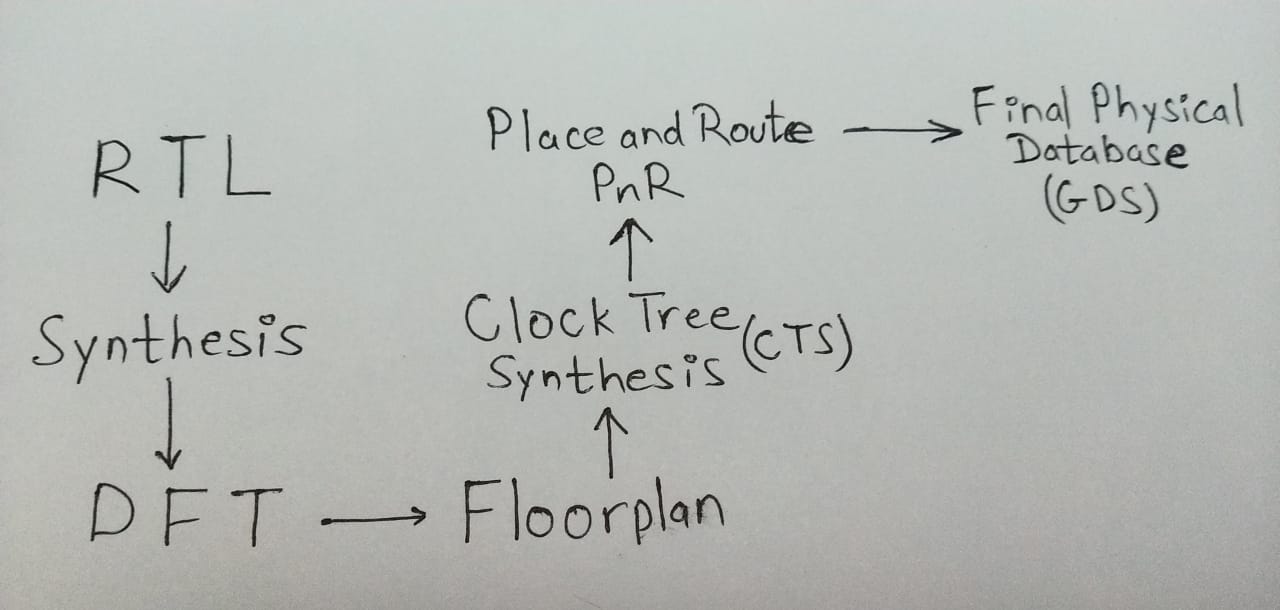 RTL
Synthesis
DFT
Floorplan
Clock Tree
Synthesis (CTS)
Place and Route
PnR
Final Physical
Database
(GDS)